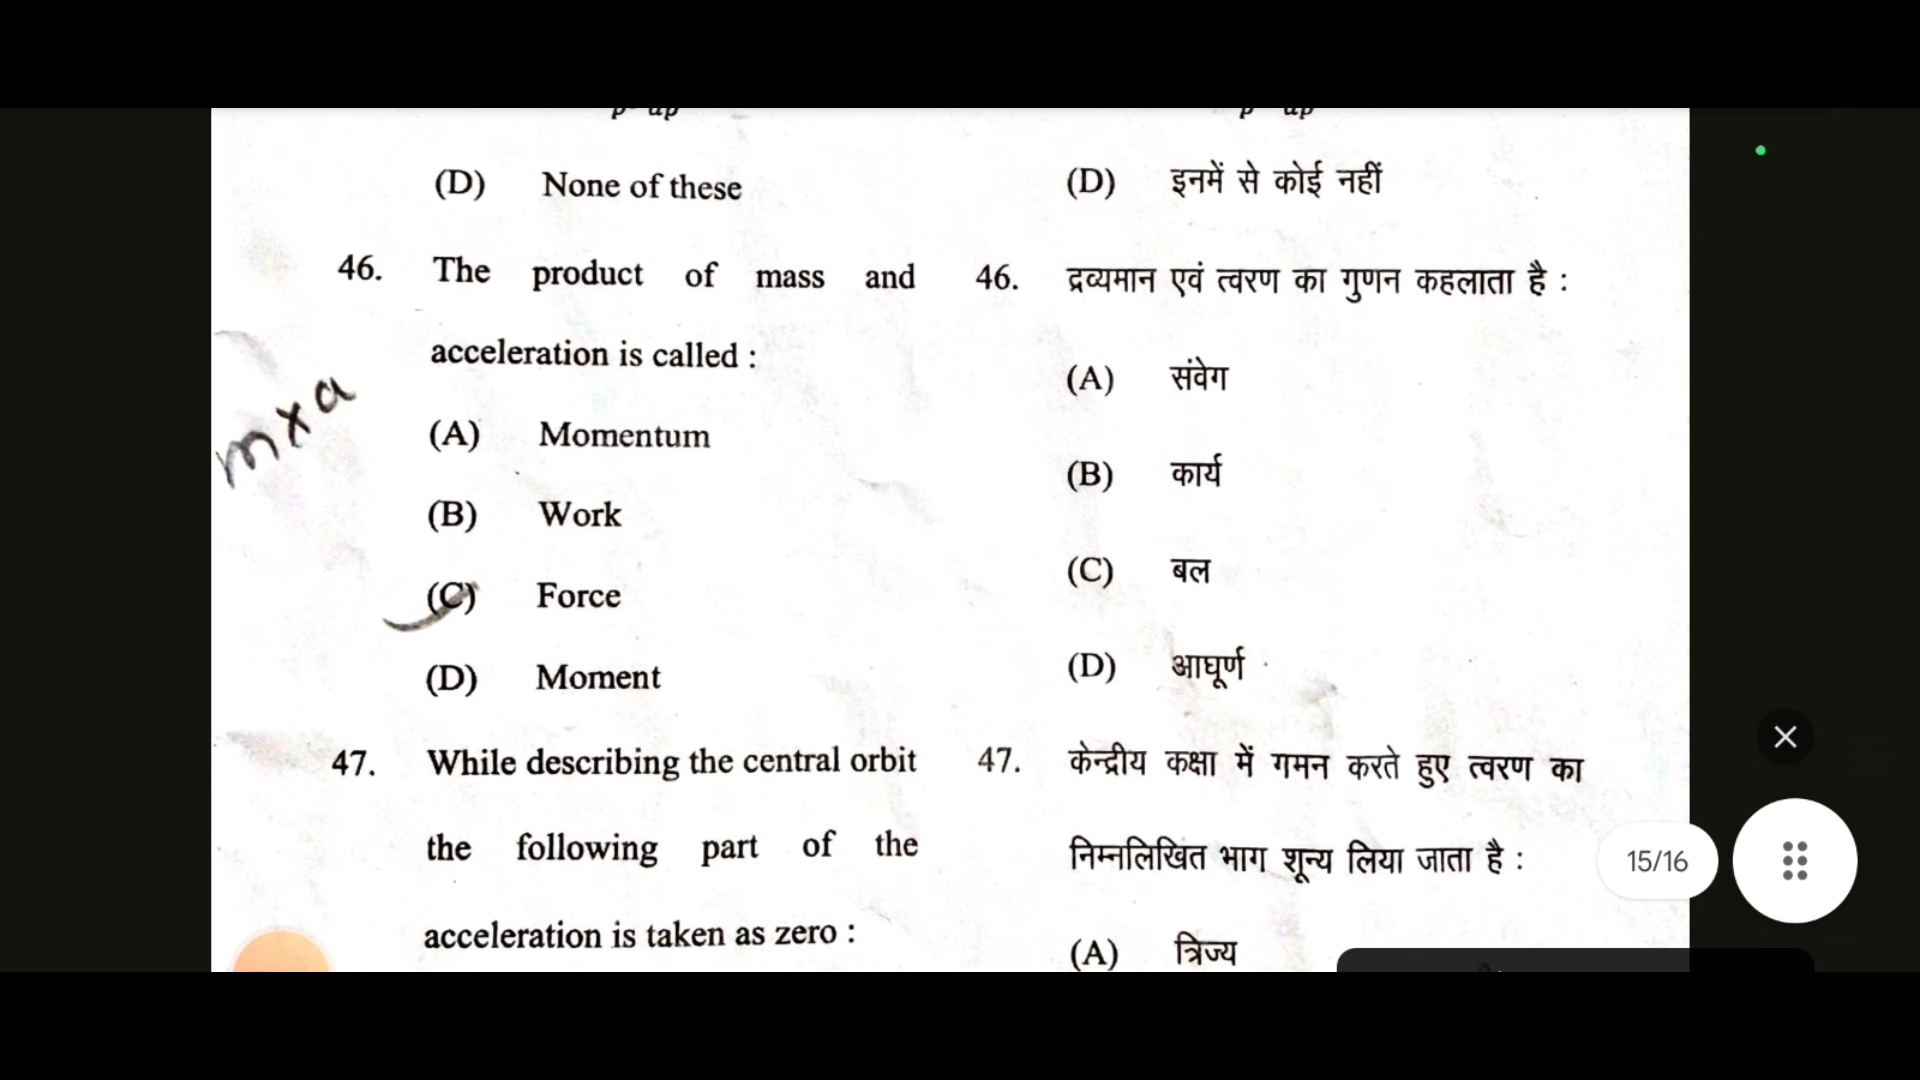 (D) None of these
46. The product of mass and
acceleration is called :
m×a
(A) Momentum
(B) Work
(C) Force
(D) Moment
47. While describing the central orbit
the following part of the
acceleration is taken as zero :
(D) इनमें से कोई नहीं
46. द्रव्यमान एवं त्वरण का गुणन कहलाता है :
(A) संवेग
(B) कार्य
(C) बल
(D) आघूर्ण
47. केन्द्रीय कक्षा में गमन करते हुए त्वरण का
निम्नलिखित भाग शून्य लिया जाता है :
(A) त्रिज्य
15/16